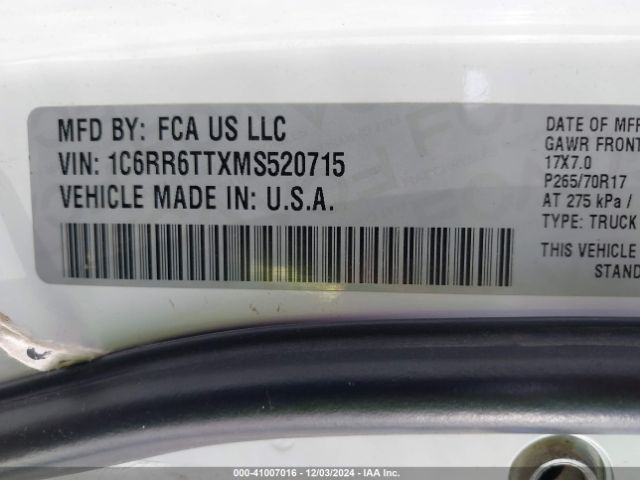 MFD BY: FCA US LLC
VIN: 1C6RR6TTXMS520715
VEHICLE MADE IN: U.S.A.
DATE OF MFR
GAWR FRONT
17X7.0
P265/70R17
AT 275 kPa /
TYPE: TRUCK
THIS VEHICLE
STAND
000-41007016 - 12/03/2024 - IAA Inc.